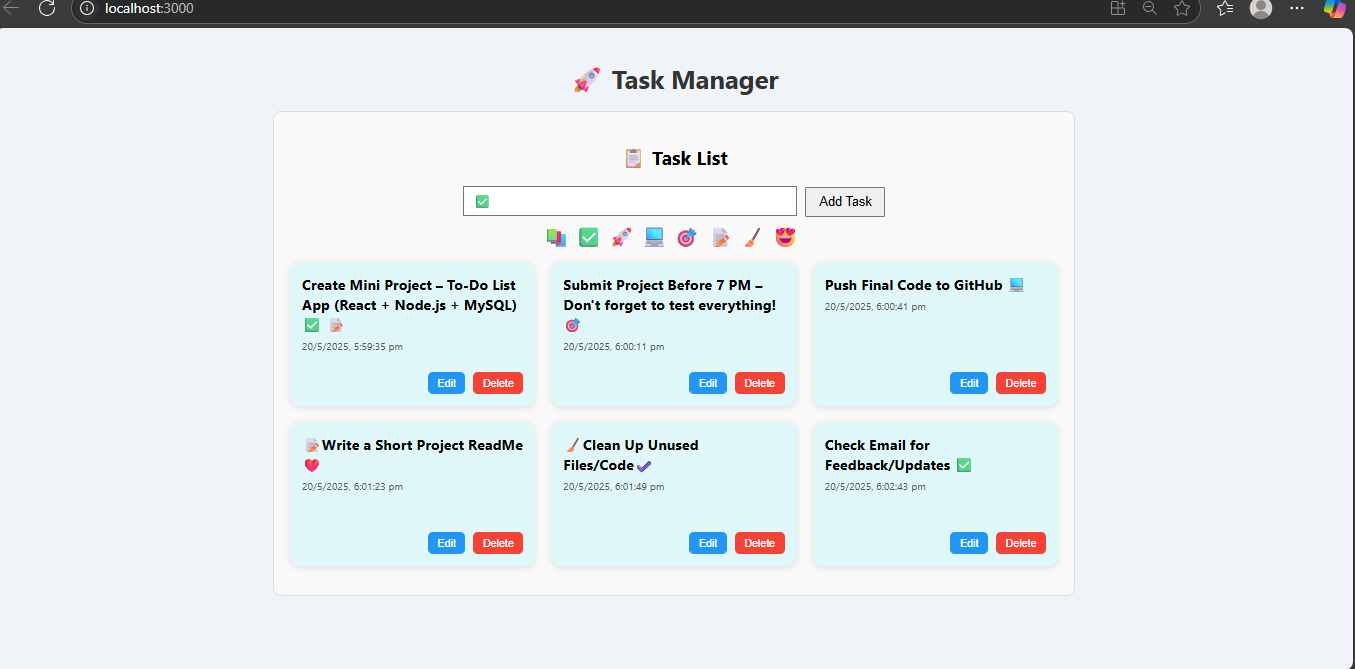 localhost:3000
🚀 Task Manager
📋 Task List
✅
Add Task
📚 ✅ 🚀 💻 🎯 📝 🧹 😍
Create Mini Project – To-Do List
App (React + Node.js + MySQL)
✅ 📝
20/5/2025, 5:59:35 pm
Edit Delete
Submit Project Before 7 PM –
Don't forget to test everything!
🎯
20/5/2025, 6:00:11 pm
Edit Delete
Push Final Code to GitHub 💻
20/5/2025, 6:00:41 pm
Edit Delete
📝Write a Short Project ReadMe
❤️
20/5/2025, 6:01:23 pm
Edit Delete
🧹Clean Up Unused
Files/Code✔️
20/5/2025, 6:01:49 pm
Edit Delete
Check Email for
Feedback/Updates ✅
20/5/2025, 6:02:43 pm
Edit Delete